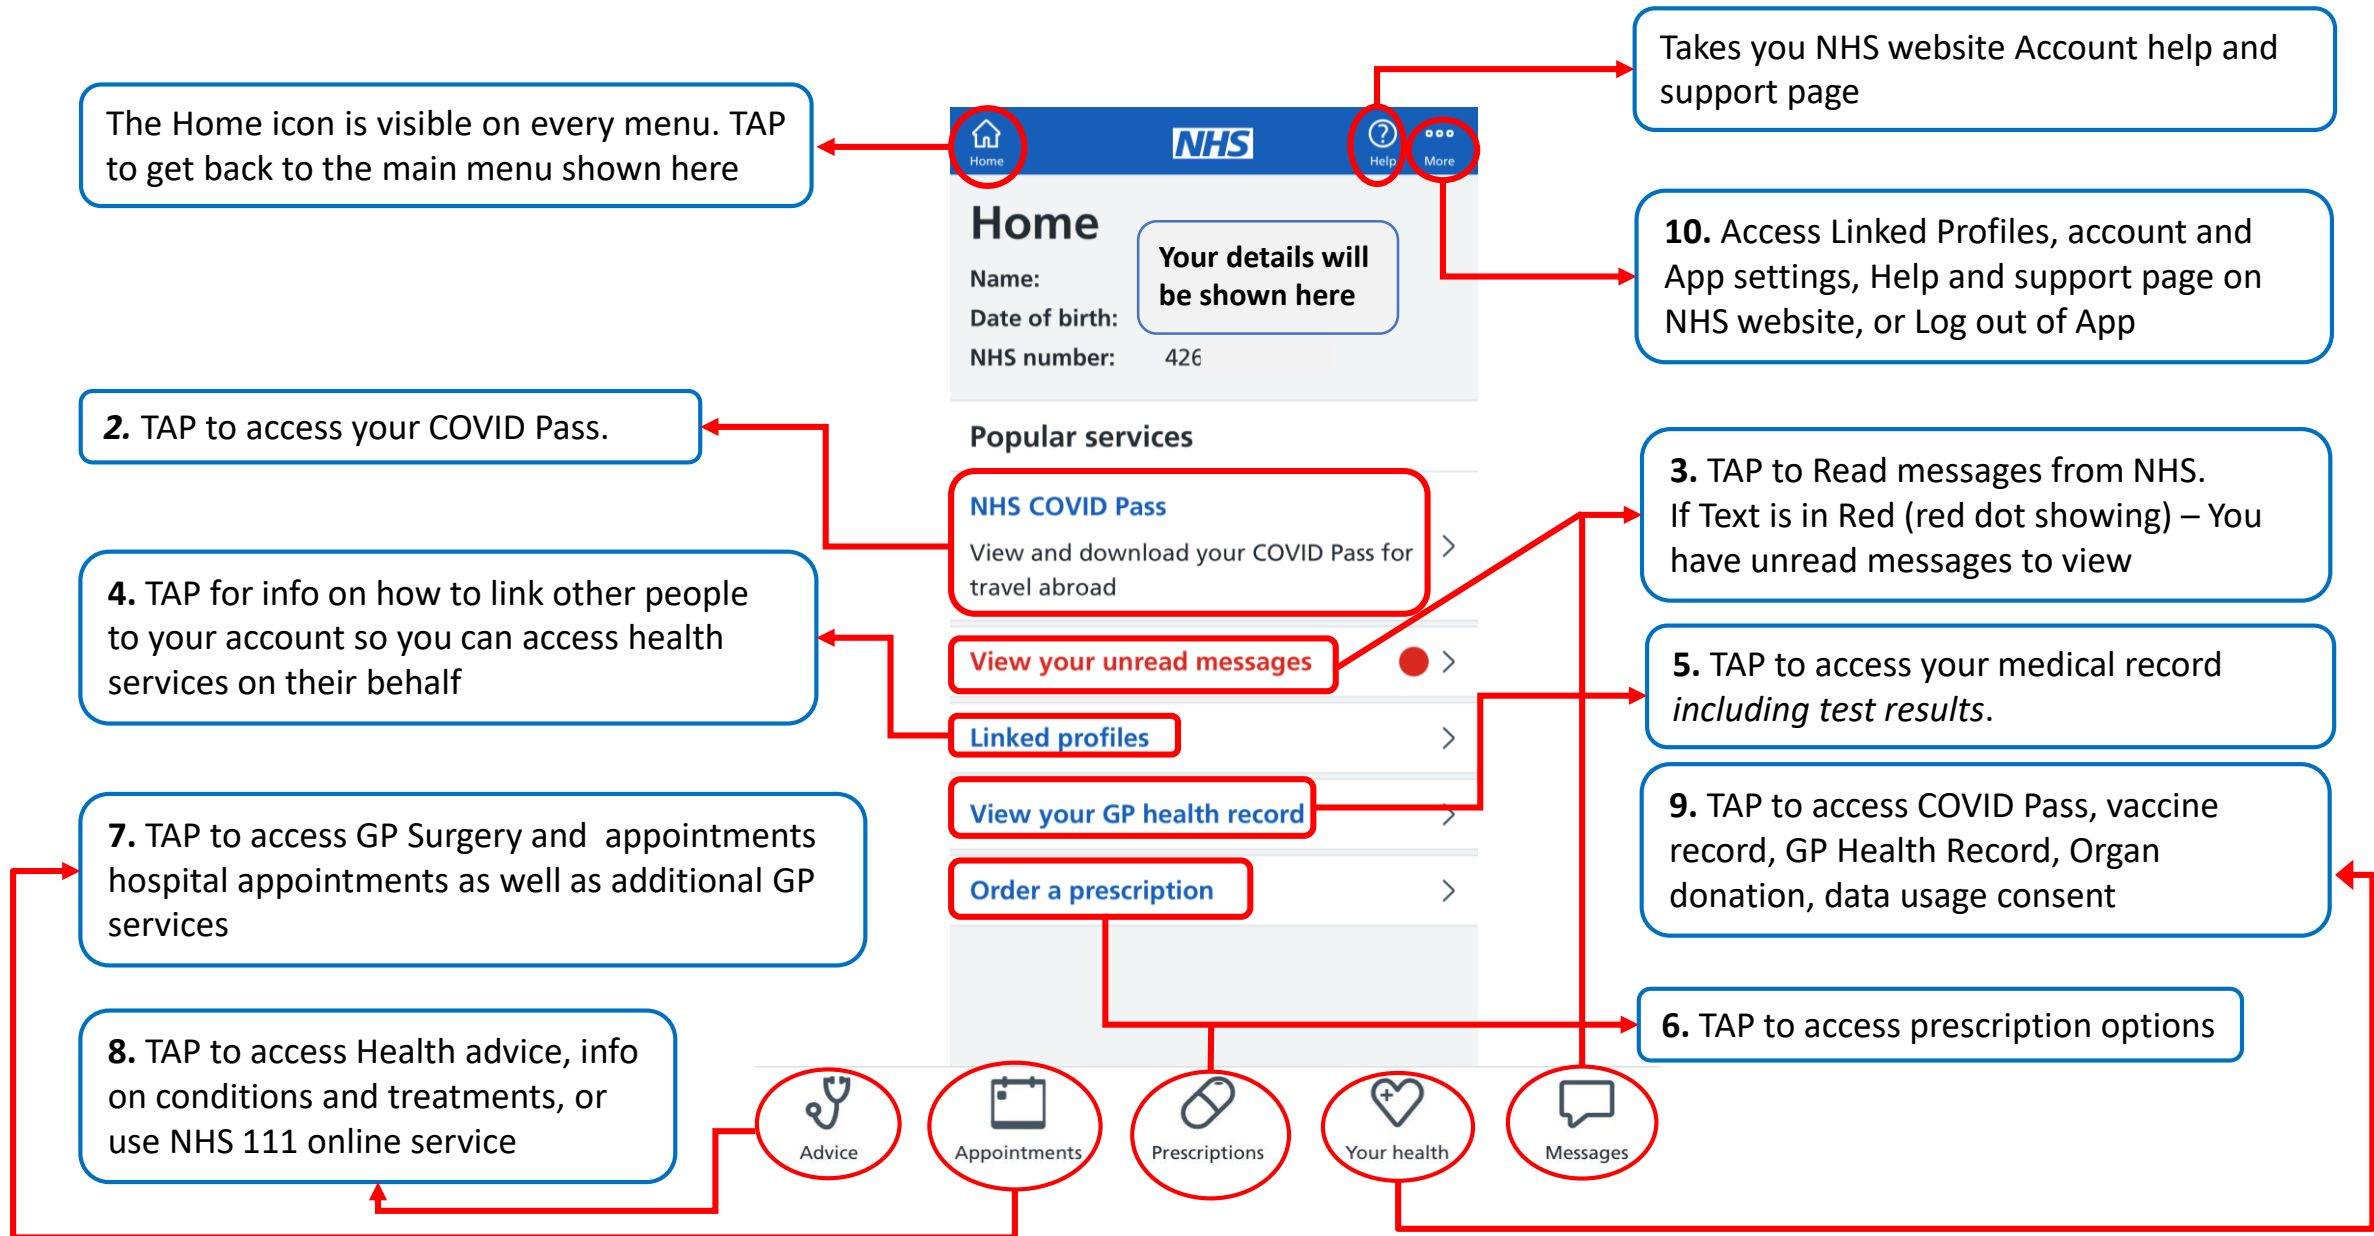 Takes you NHS website Account help and
support page
The Home icon is visible on every menu. TAP
to get back to the main menu shown here
Home
NHS
Help
More
10. Access Linked Profiles, account and
App settings, Help and support page on
NHS website, or Log out of App
Home
Your details will
be shown here
Name:
Date of birth:
NHS number: 426
2. TAP to access your COVID Pass.
Popular services
3. TAP to Read messages from NHS.
If Text is in Red (red dot showing) – You
have unread messages to view
NHS COVID Pass
View and download your COVID Pass for
travel abroad
4. TAP for info on how to link other people
to your account so you can access health
services on their behalf
View your unread messages
5. TAP to access your medical record
including test results.
Linked profiles
View your GP health record
7. TAP to access GP Surgery and  appointments
hospital appointments as well as additional GP
services
9. TAP to access COVID Pass, vaccine
record, GP Health Record, Organ
donation, data usage consent
Order a prescription
6. TAP to access prescription options
8. TAP to access Health advice, info
on conditions and treatments, or
use NHS 111 online service
Advice
Appointments
Prescriptions
Your health
Messages